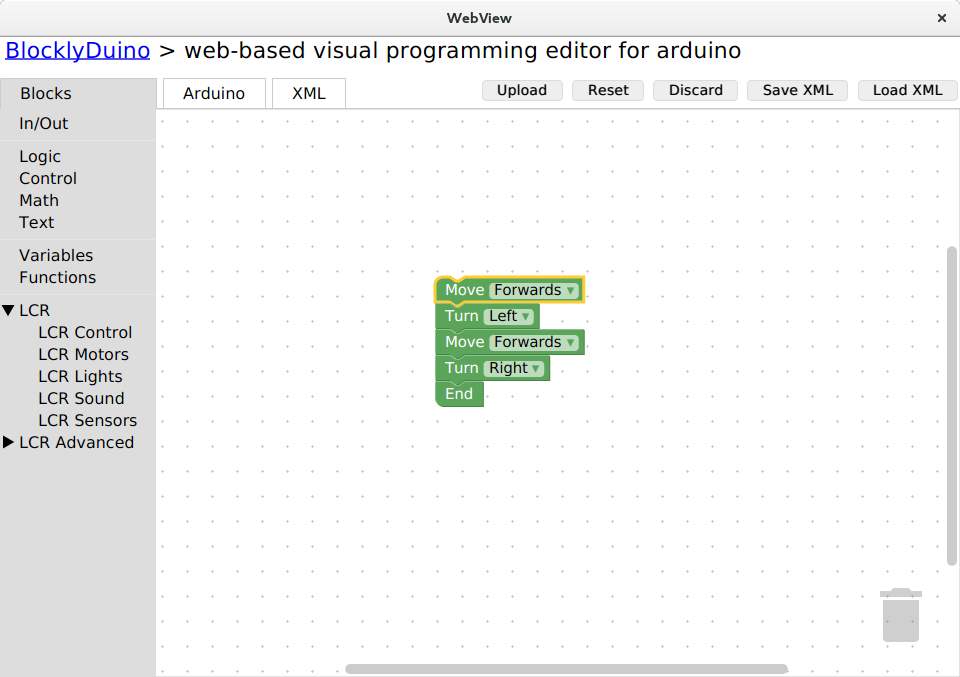 WebView ×
BlocklyDuino > web-based visual programming editor for arduino
Blocks Arduino XML Upload Reset Discard Save XML Load XML
In/Out
Logic
Control
Math
Text
Variables
Functions
LCR
LCR Control
LCR Motors
LCR Lights
LCR Sound
LCR Sensors
LCR Advanced
Move Forwards
Turn Left
Move Forwards
Turn Right
End